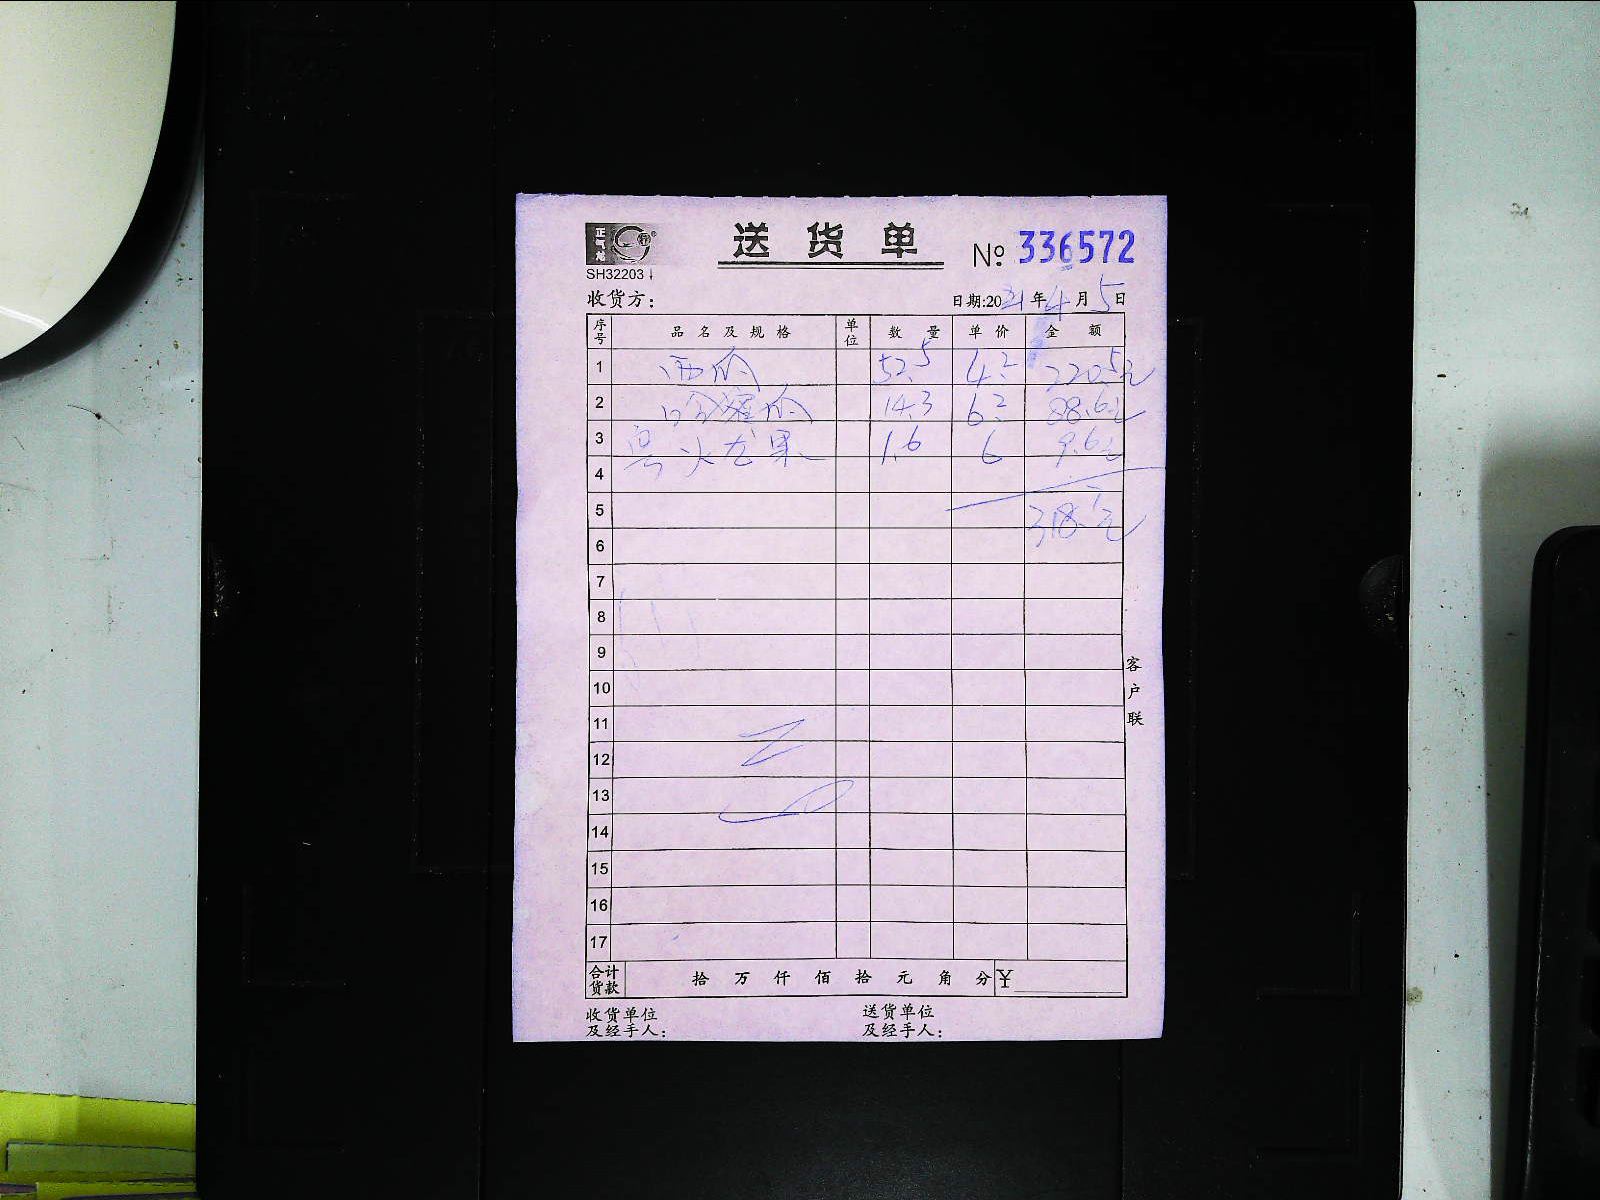 正气龙
送货单 № 336572
SH32203
收货方: 日期:2021年4月5日
序号 品名及规格 单位 数量 单价 金额
1 西瓜 52.5 4.2 220.5元
2 哈蜜瓜 14.3 6.2 88.6元
3 火龙果 1.6 6 9.6元
4
5 318.元
6
7
8
9
10
11
12
13
14
15
16
17
客户联
合计货款 拾万仟佰拾元角分 ¥
收货单位 送货单位
及经手人: 及经手人: